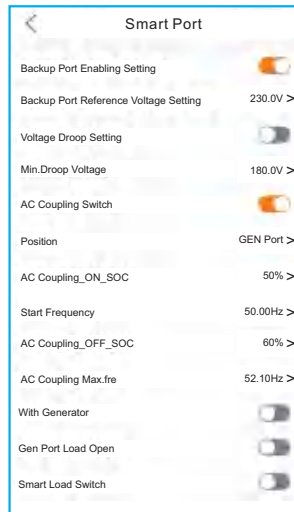 Smart Port
Backup Port Enabling Setting
Backup Port Reference Voltage Setting 230.0V >
Voltage Droop Setting
Min.Droop Voltage 180.0V >
AC Coupling Switch
Position GEN Port >
AC Coupling_ON_SOC 50% >
Start Frequency 50.00Hz >
AC Coupling_OFF_SOC 60% >
AC Coupling Max.fre 52.10Hz >
With Generator
Gen Port Load Open
Smart Load Switch